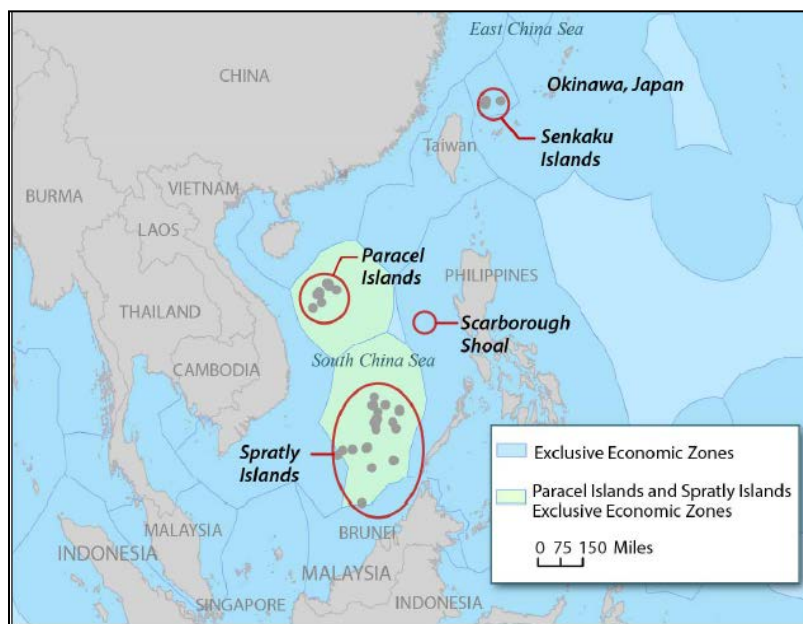 East China Sea
CHINA
Okinawa, Japan
Senkaku
Islands
Taiwan
BURMA
VIETNAM
LAOS
Paracel
Islands
PHILIPPINES
THAILAND
Scarborough
Shoal
CAMBODIA
South China Sea
Spratly
Islands
Exclusive Economic Zones
Paracel Islands and Spratly Islands
Exclusive Economic Zones
0 75 150 Miles
BRUNEI
MALAYSIA
INDONESIA
MALAYSIA
SINGAPORE
INDONESIA